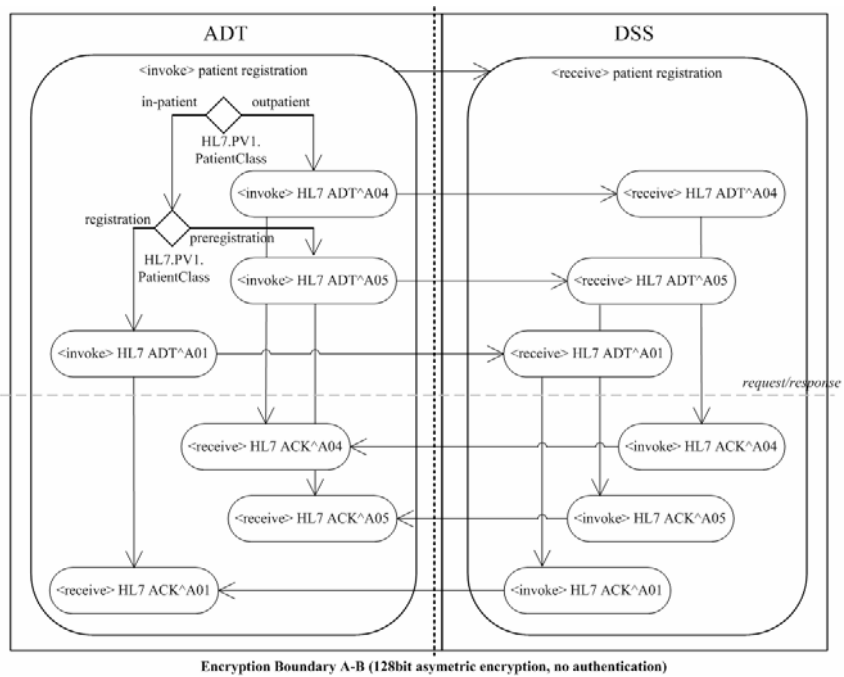 ADT
DSS
<invoke> patient registration
<receive> patient registration
in-patient
outpatient
HL7.PV1.
PatientClass
<invoke> HL7 ADT^A04
<receive> HL7 ADT^A04
registration
preregistration
HL7.PV1.
PatientClass
<invoke> HL7 ADT^A05
<receive> HL7 ADT^A05
<invoke> HL7 ADT^A01
<receive> HL7 ADT^A01
request/response
<receive> HL7 ACK^A04
<invoke> HL7 ACK^A04
<receive> HL7 ACK^A05
<invoke> HL7 ACK^A05
<receive> HL7 ACK^A01
<invoke> HL7 ACK^A01
Encryption Boundary A-B (128bit asymetric encryption, no authentication)